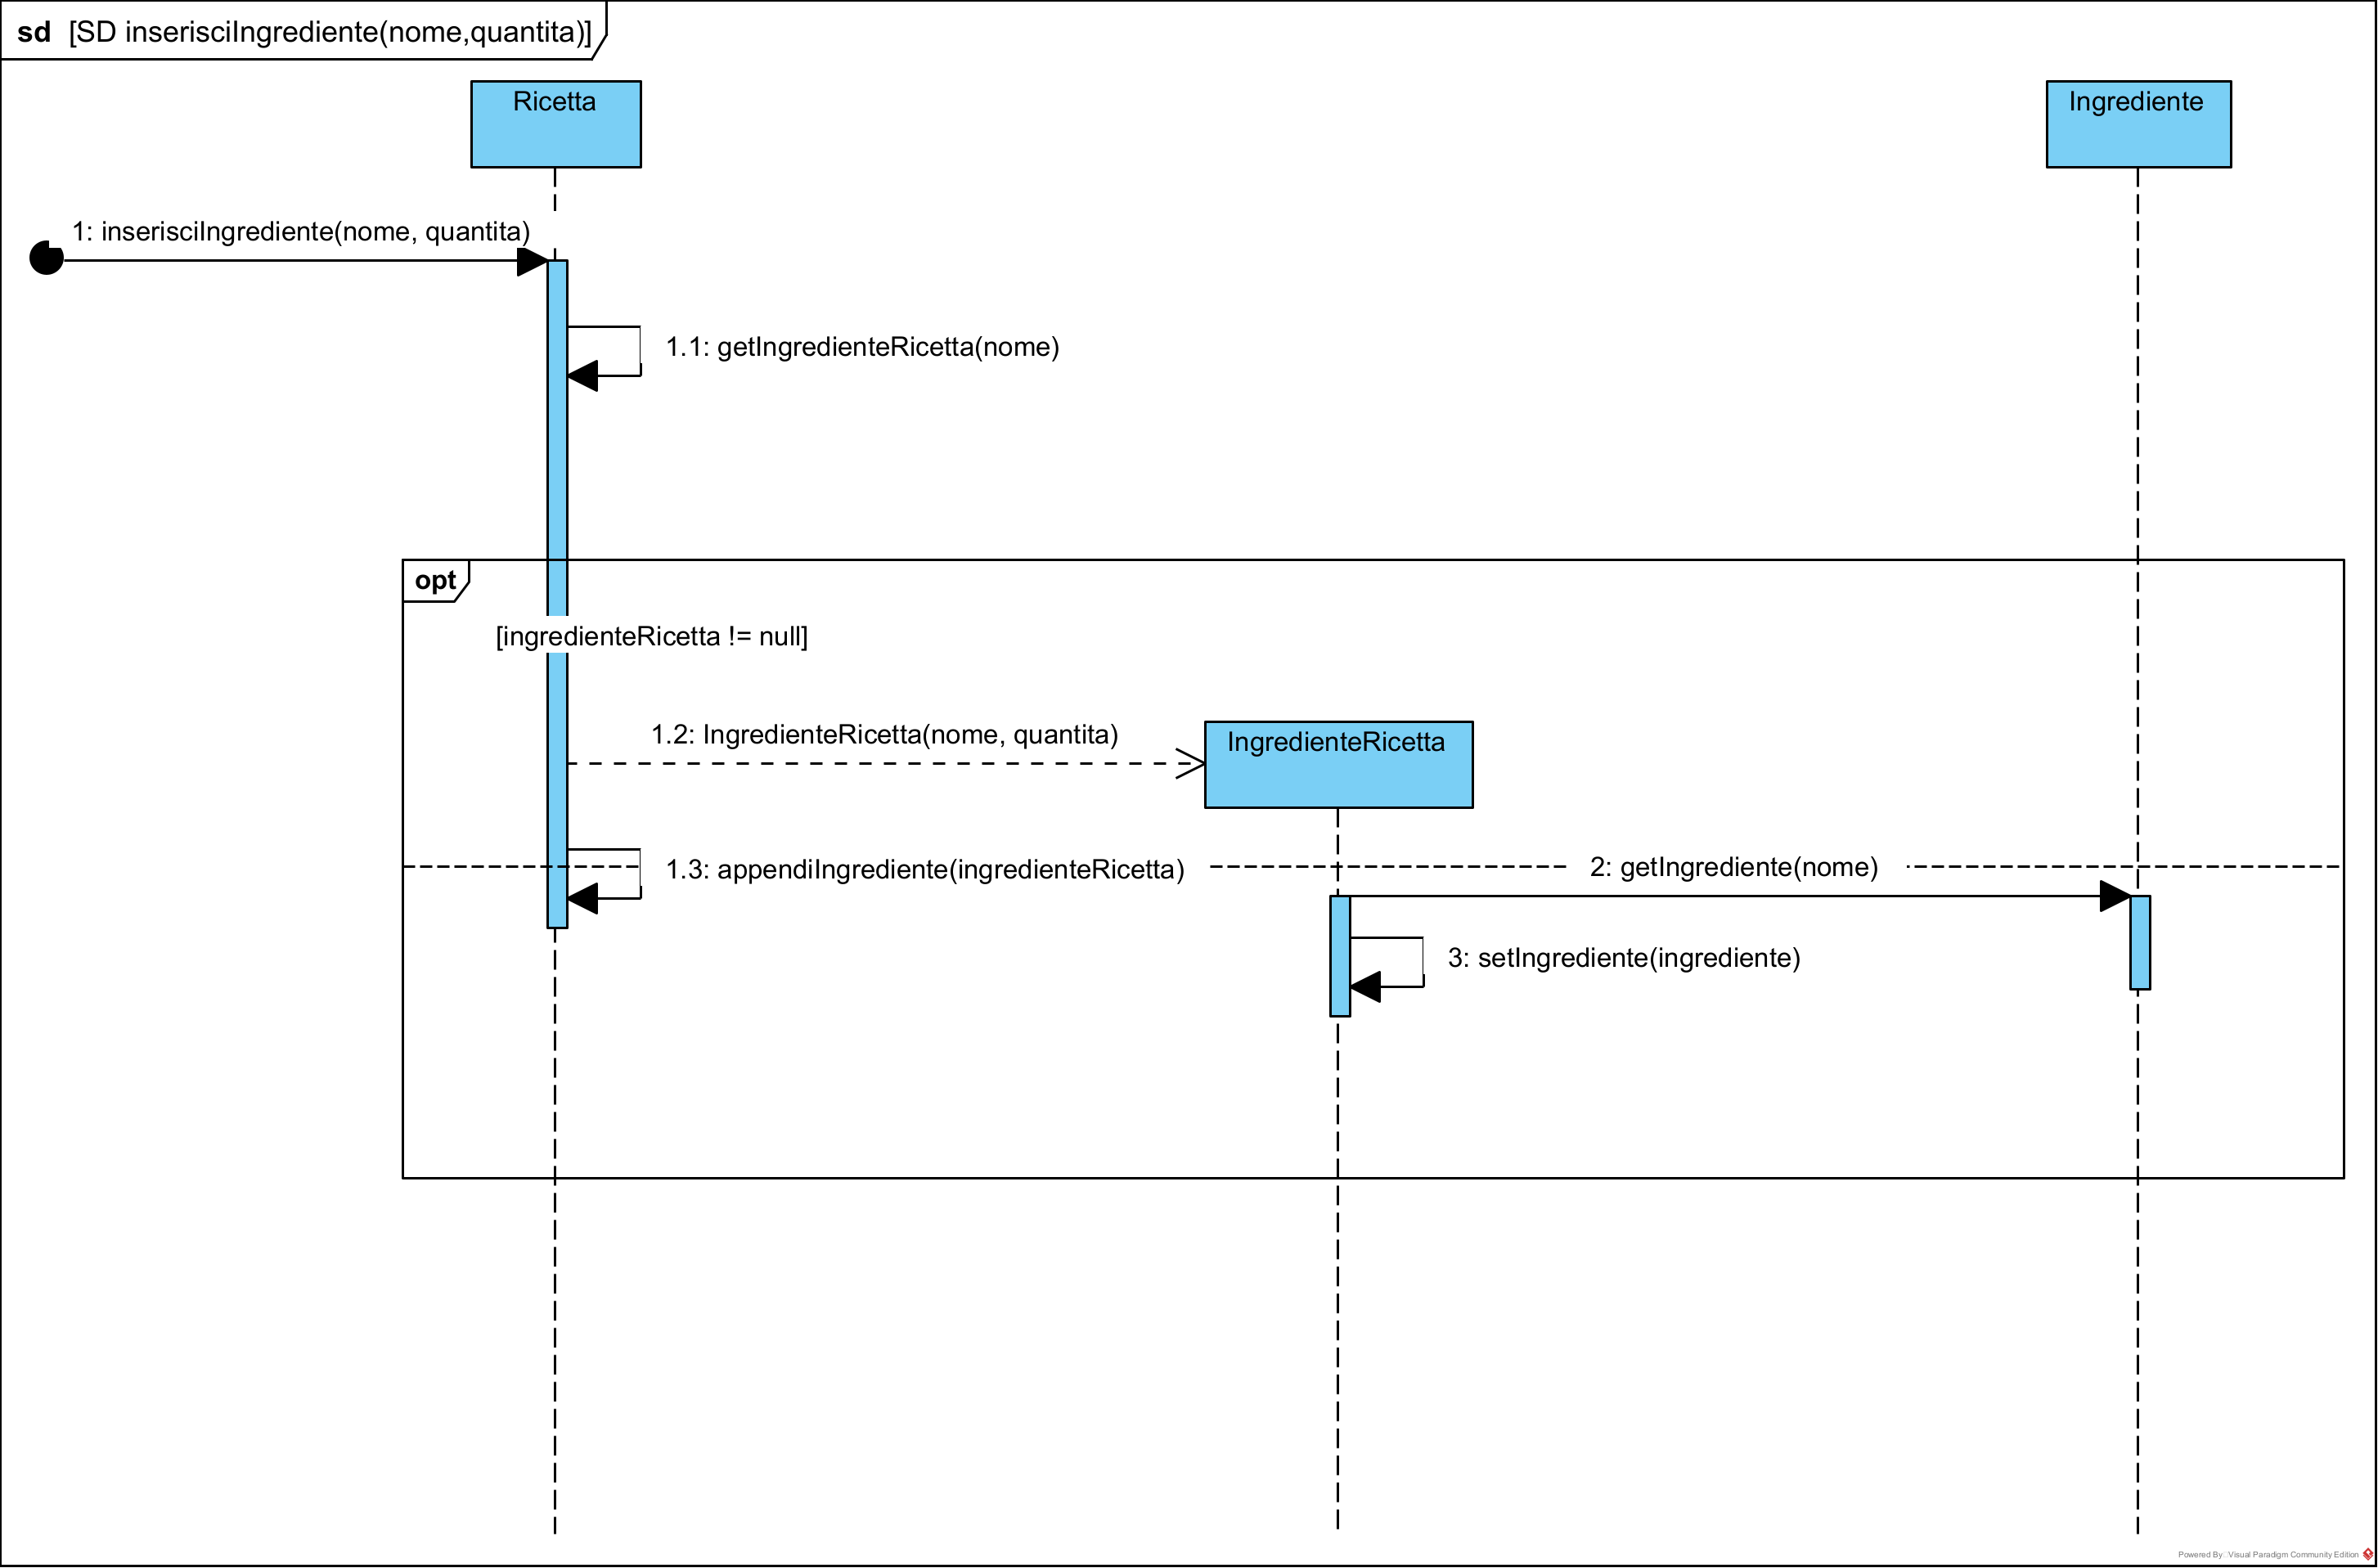 sd [SD inserisciIngrediente(nome,quantita)]
Ricetta
Ingrediente
1: inserisciIngrediente(nome, quantita)
1.1: getIngredienteRicetta(nome)
opt
[ingredienteRicetta != null]
1.2: IngredienteRicetta(nome, quantita)
IngredienteRicetta
1.3: appendiIngrediente(ingredienteRicetta)
2: getIngrediente(nome)
3: setIngrediente(ingrediente)
Powered By Visual Paradigm Community Edition